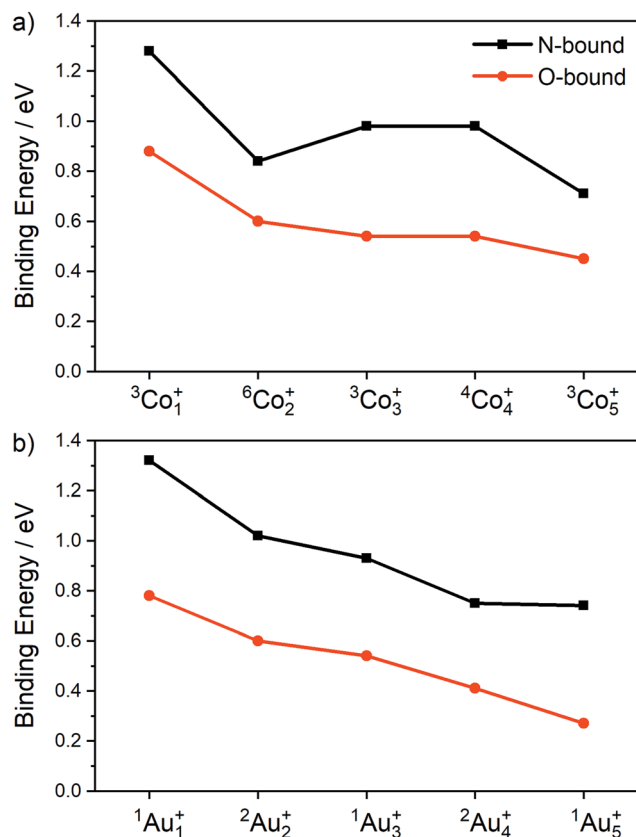 a)
1.4
1.2
1.0
0.8
0.6
0.4
0.2
0.0
Binding Energy / eV
N-bound
O-bound
³Co₁⁺ ⁶Co₂⁺ ³Co₃⁺ ⁴Co₄⁺ ³Co₅⁺
b)
1.4
1.2
1.0
0.8
0.6
0.4
0.2
0.0
Binding Energy / eV
¹Au₁⁺ ²Au₂⁺ ¹Au₃⁺ ²Au₄⁺ ¹Au₅⁺